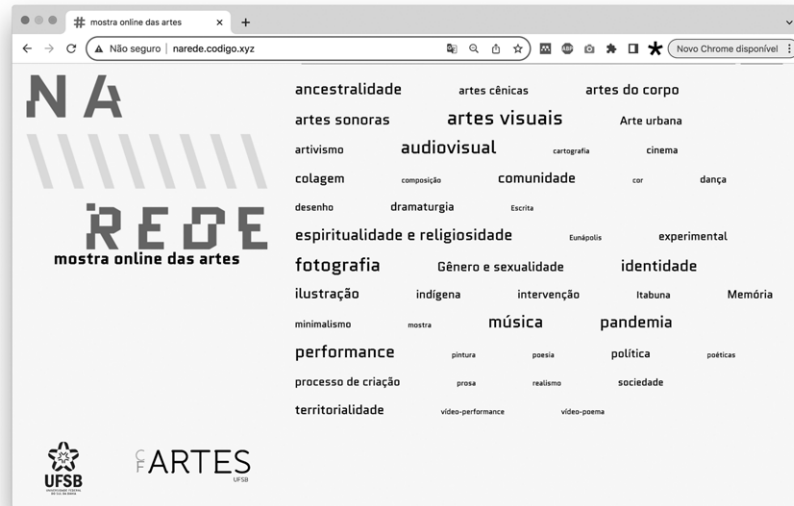 mostra online das artes
Não seguro | narede.codigo.xyz
Novo Chrome disponível
NA
REDE
mostra online das artes
ancestralidade artes cênicas artes do corpo
artes sonoras artes visuais Arte urbana
artivismo audiovisual cartografia cinema
colagem composição comunidade cor dança
desenho dramaturgia Escrita
espiritualidade e religiosidade Eunápolis experimental
fotografia Gênero e sexualidade identidade
ilustração indígena intervenção Itabuna Memória
minimalismo mostra música pandemia
performance pintura poesia política poéticas
processo de criação prosa realismo sociedade
territorialidade vídeo-performance vídeo-poema
UFSB
CF ARTES
UFSB